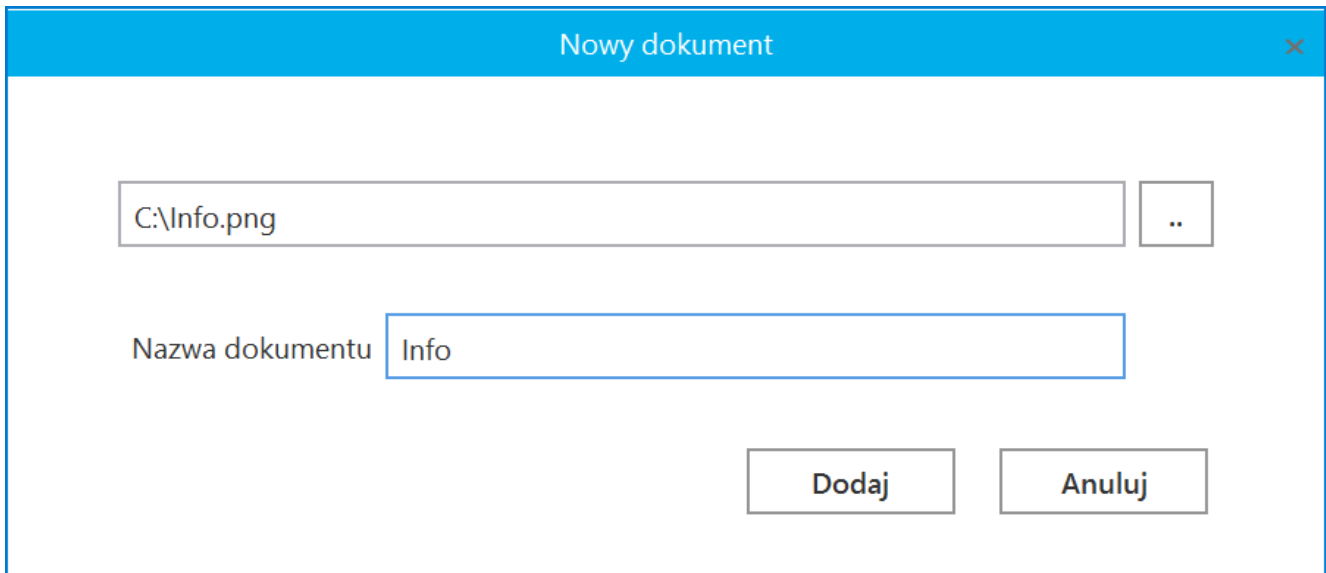 Nowy dokument
C:\Info.png
..
Nazwa dokumentu Info
Dodaj Anuluj